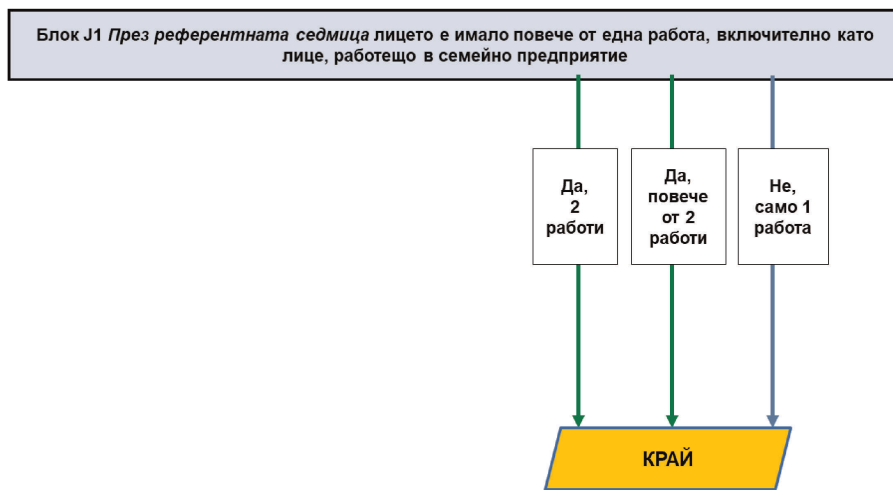 Блок J1 През референтната седмица лицето е имало повече от една работа, включително като
лице, работещо в семейно предприятие
Да,
2
работи
Да,
повече
от 2
работи
Не,
само 1
работа
КРАЙ